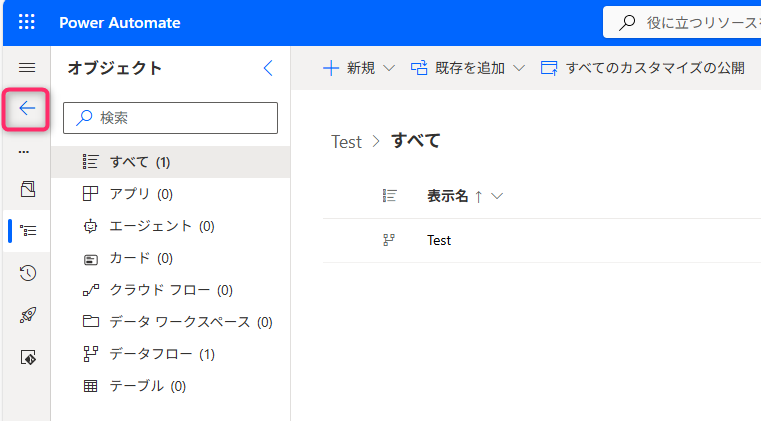 Power Automate
役に立つリソースを
オブジェクト
検索
すべて (1)
アプリ (0)
エージェント (0)
カード (0)
クラウド フロー (0)
データ ワークスペース (0)
データフロー (1)
テーブル (0)
新規
既存を追加
すべてのカスタマイズの公開
Test > すべて
表示名 ↑
Test